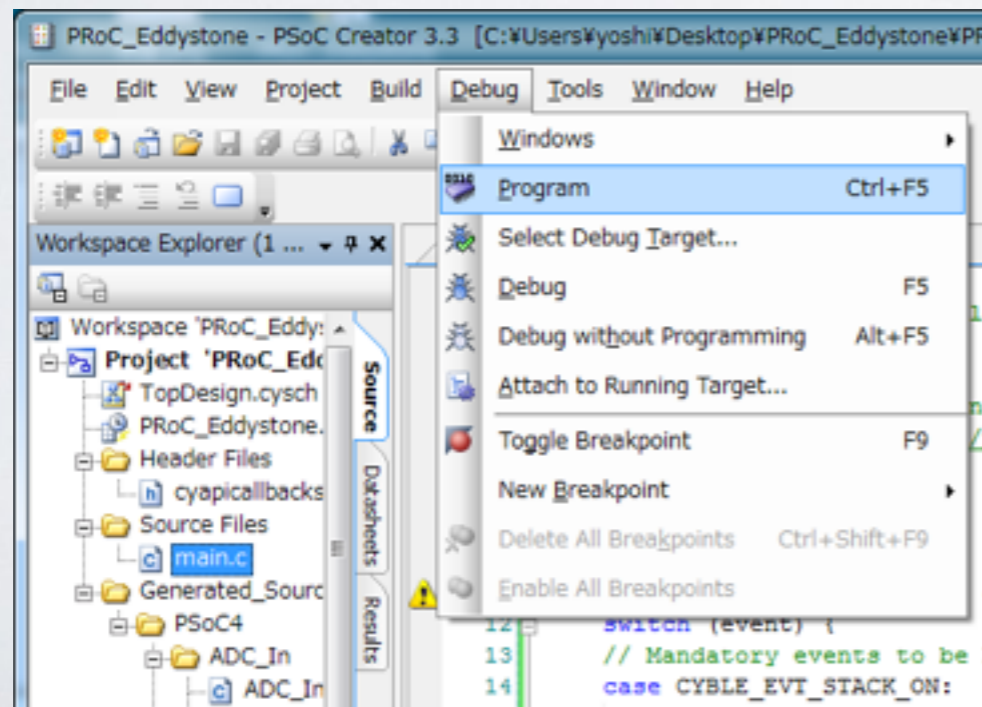 PRoC_Eddystone - PSoC Creator 3.3 [C:¥Users¥yoshi¥Desktop¥PRoC_Eddystone¥PR
File Edit View Project Build Debug Tools Window Help
Windows
Program Ctrl+F5
Select Debug Target...
Debug F5
Debug without Programming Alt+F5
Attach to Running Target...
Toggle Breakpoint F9
New Breakpoint
Delete All Breakpoints Ctrl+Shift+F9
Enable All Breakpoints
Workspace Explorer (1 ...
Workspace 'PRoC_Eddy
Project 'PRoC_Edd
TopDesign.cysch
PRoC_Eddystone.
Header Files
cyapicallbacks
Source Files
main.c
Generated_Sourc
PSoC4
ADC_In
ADC_In
Source
Datasheets
Results
12 switch (event) {
13 // Mandatory events to be
14 case CYBLE_EVT_STACK_ON: